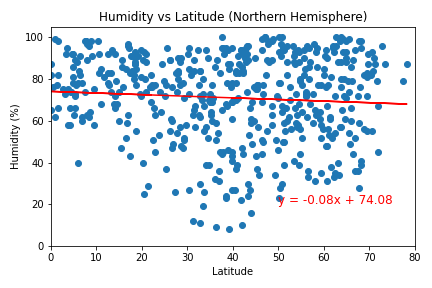 Humidity vs Latitude (Northern Hemisphere)
100
80
60
40
20
0
Humidity (%)
y = -0.08x + 74.08
0 10 20 30 40 50 60 70 80
Latitude